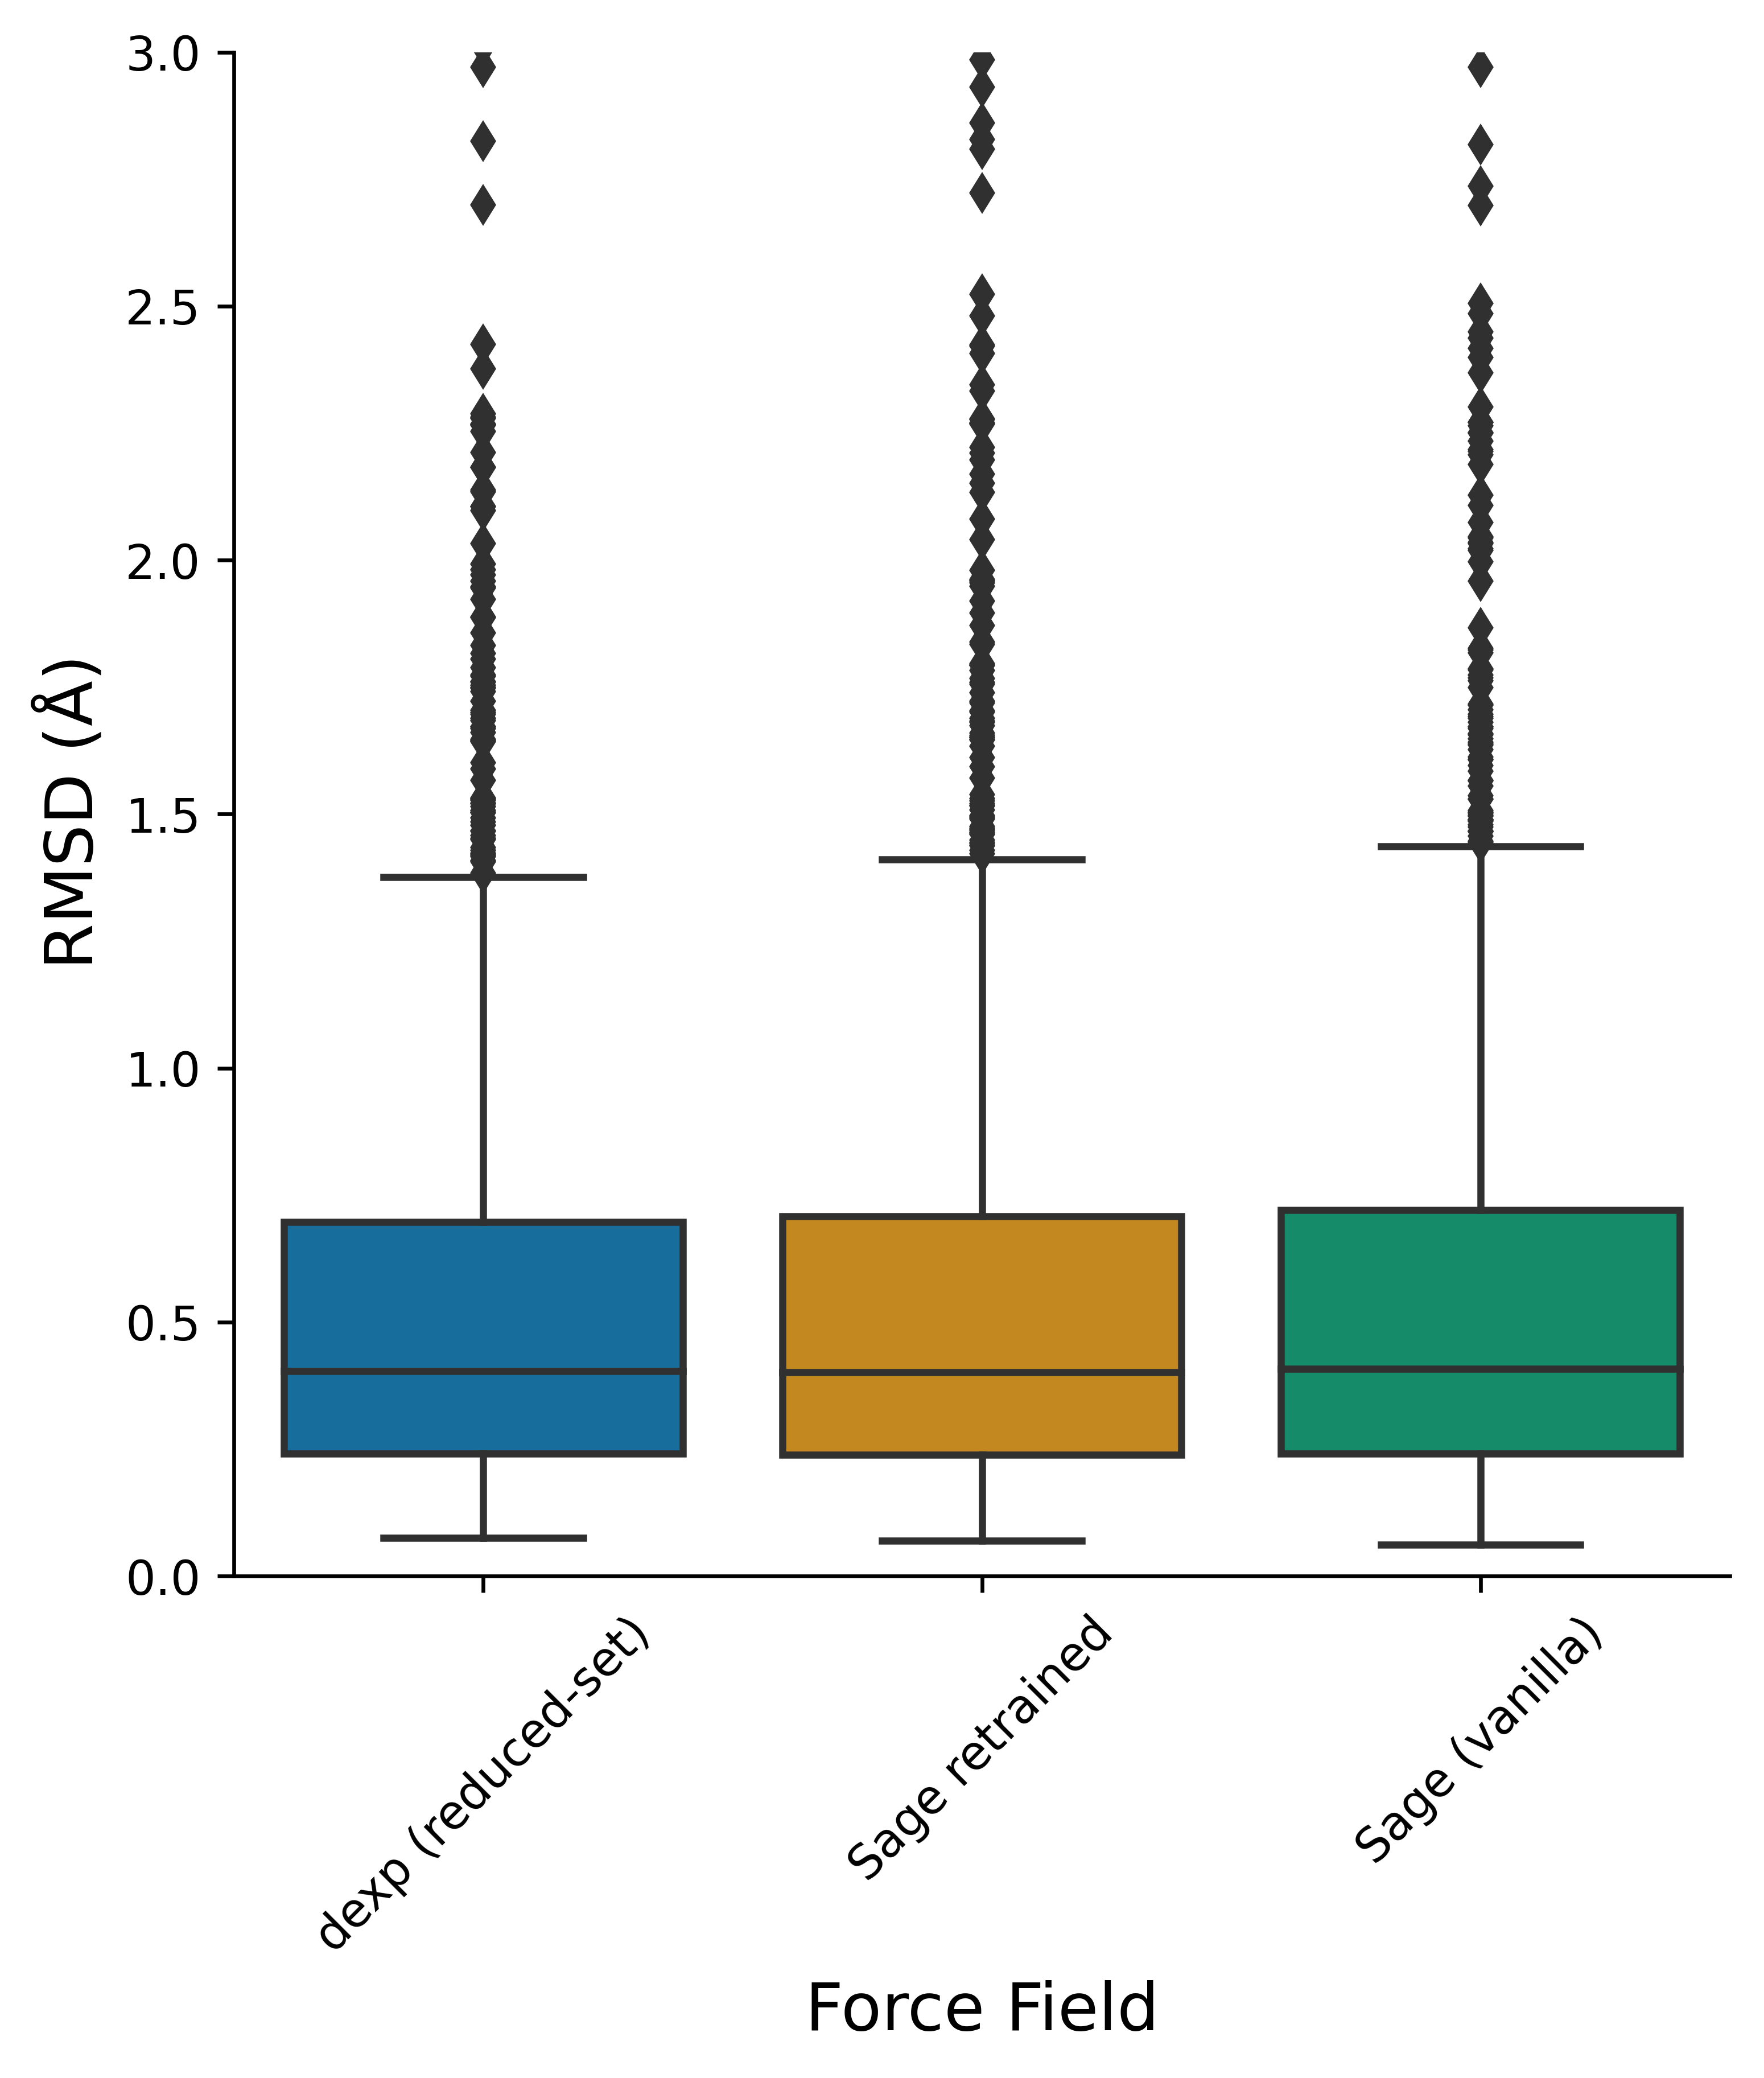 3.0
2.5
2.0
1.5
1.0
0.5
0.0
RMSD (Å)
dexp (reduced-set)
Sage retrained
Sage (vanilla)
Force Field